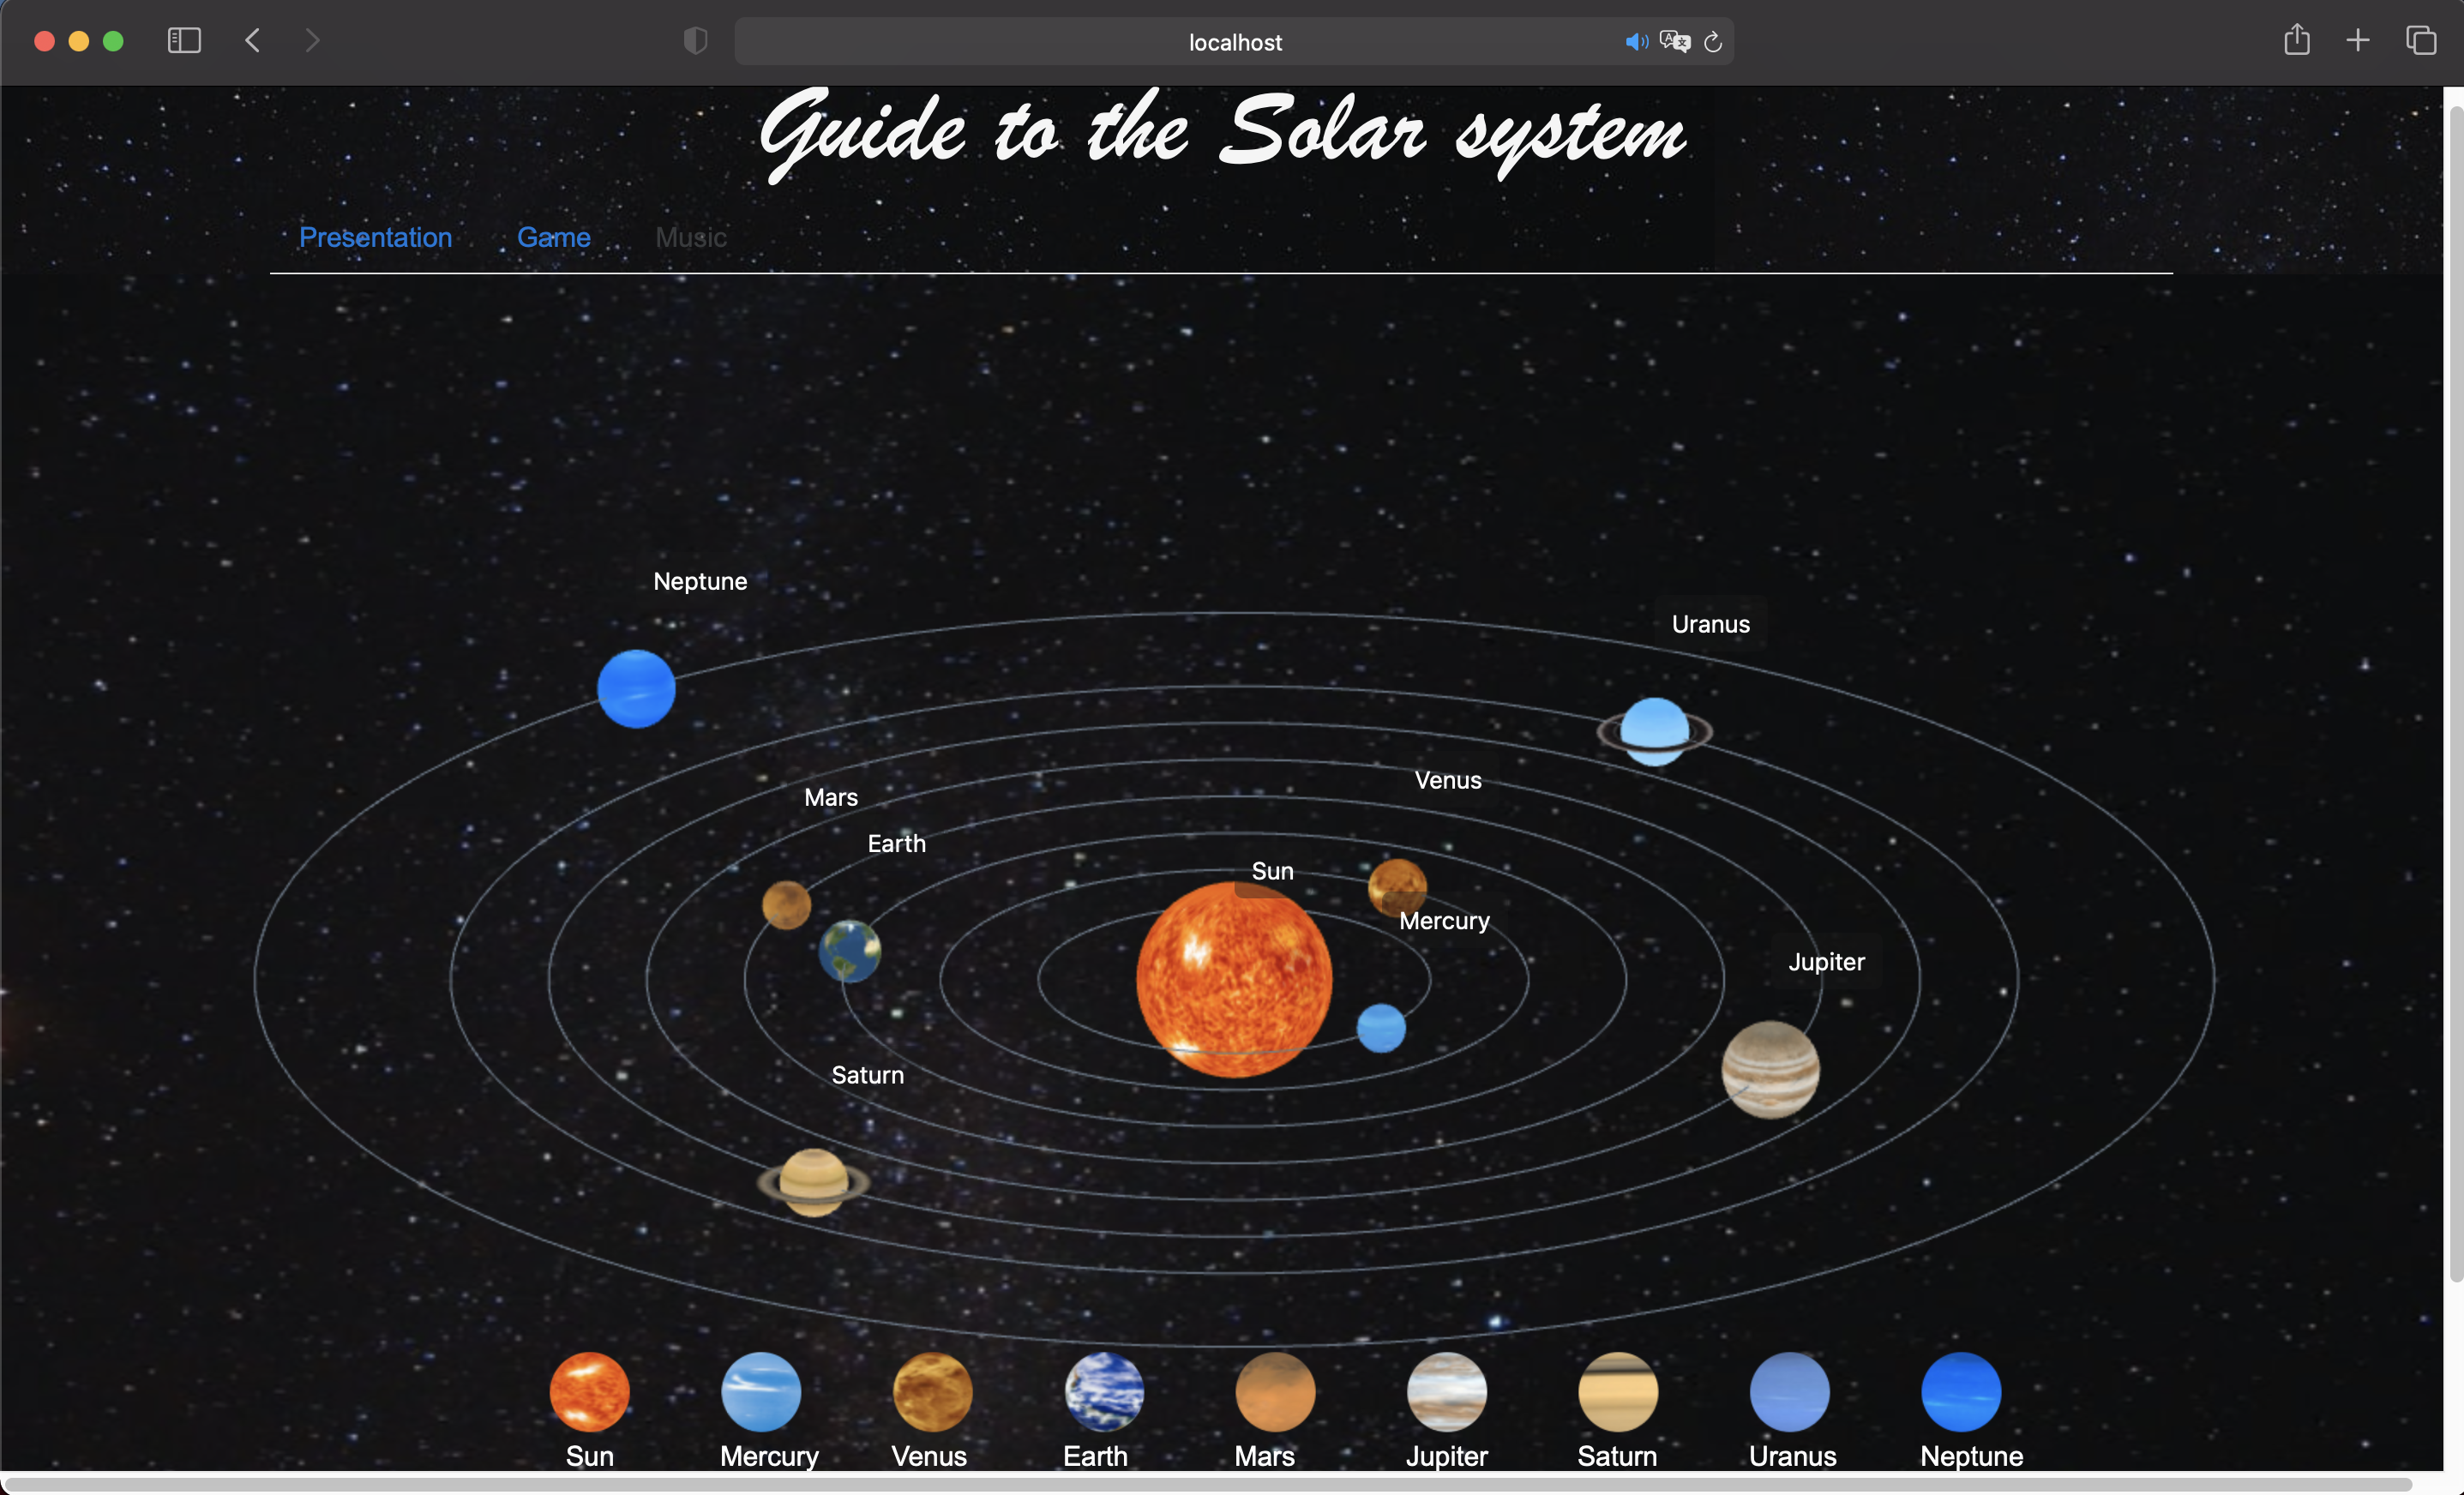 localhost
Guide to the Solar system
Presentation Game Music
Neptune
Uranus
Venus
Mars
Earth
Sun
Mercury
Jupiter
Saturn
Sun Mercury Venus Earth Mars Jupiter Saturn Uranus Neptune